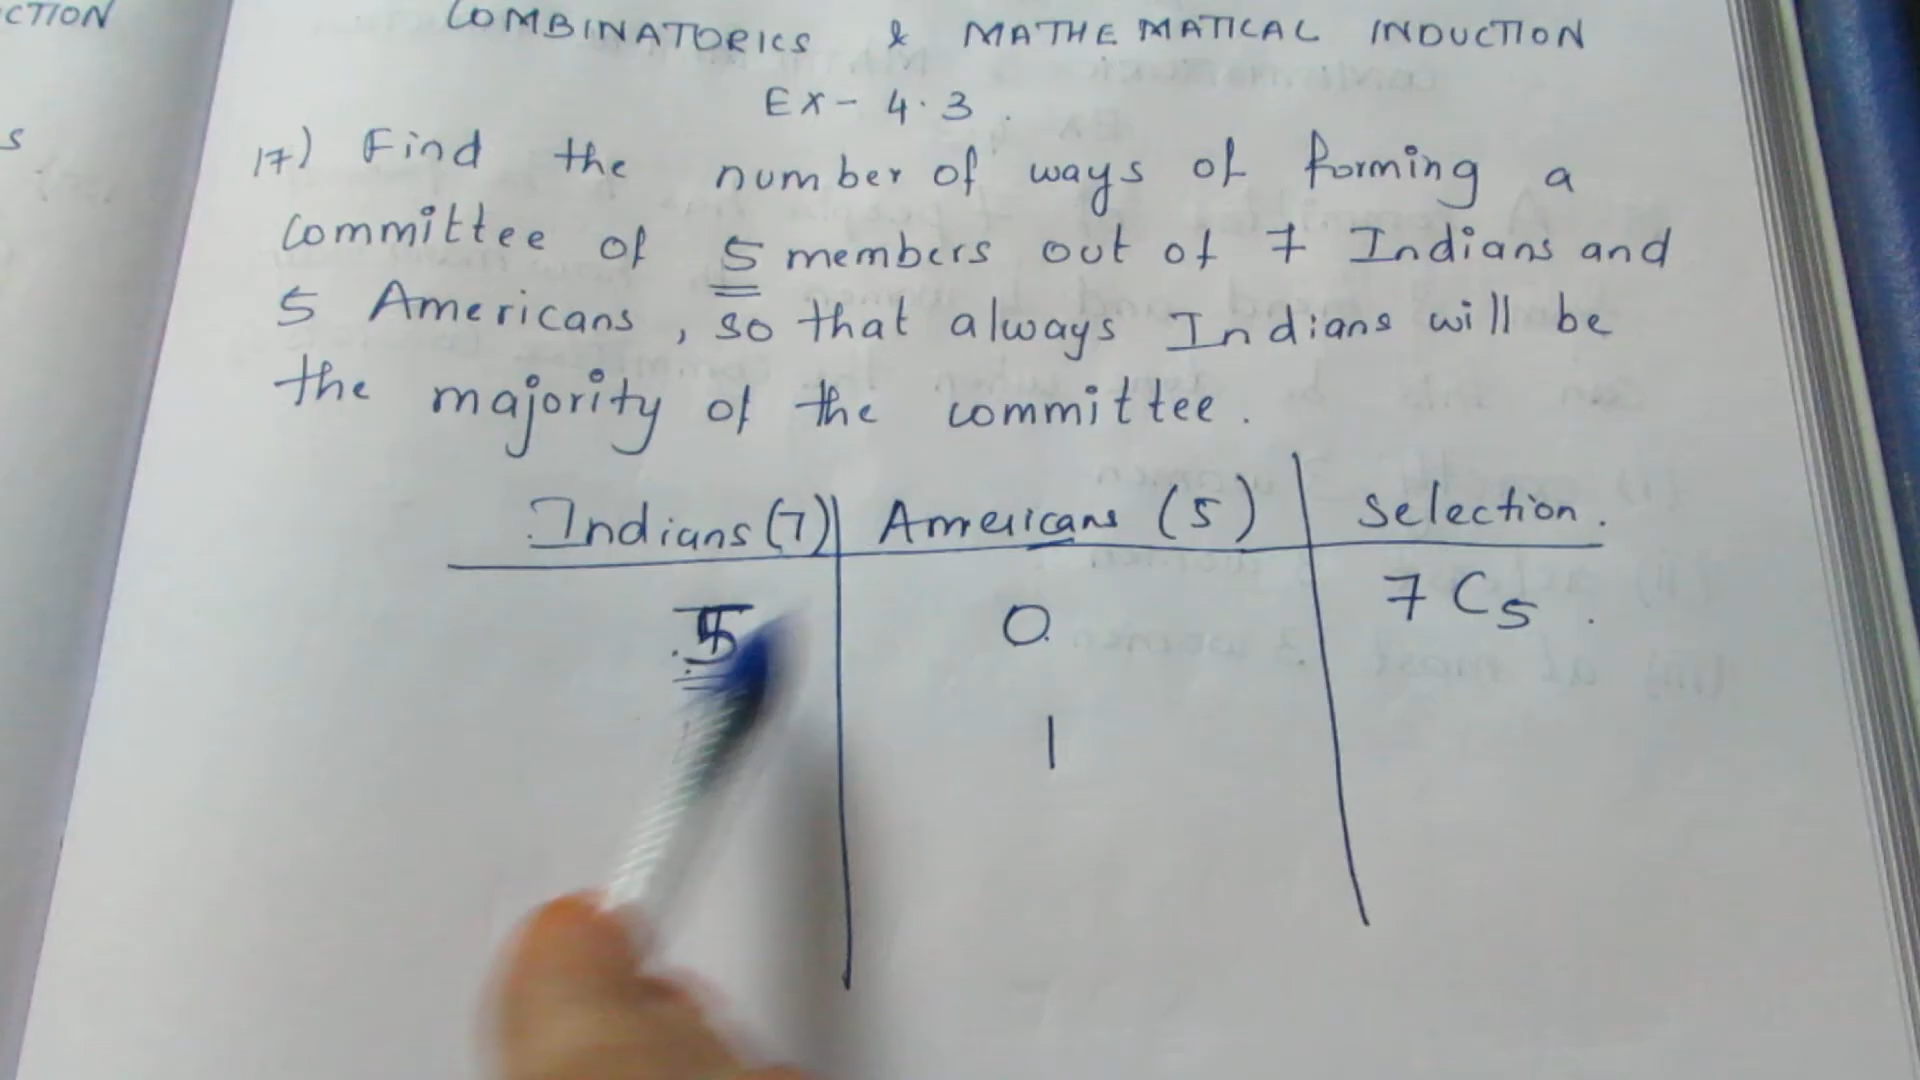 CTION
COMBINATORICS & MATHEMATICAL INDUCTION
EX- 4.3.
s
17) Find the number of ways of forming a
committee of 5 members out of 7 Indians and
5 Americans, so that always Indians will be
the majority of the committee.
Indians (7) Americans (5) Selection.
5 0 7C5.
1